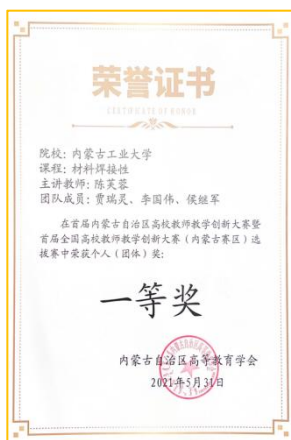 荣誉证书
CERTIFICATE OF HONOR
院校：内蒙古工业大学
课程：材料焊接性
主讲教师：陈芙蓉
团队成员：贾瑞灵、李国伟、侯继军
在首届内蒙古自治区高校教师教学创新大赛暨
首届全国高校教师教学创新大赛（内蒙古赛区）选
拔赛中荣获个人（团体）奖：
一等奖
内蒙古自治区高等教育学会
2021年5月31日